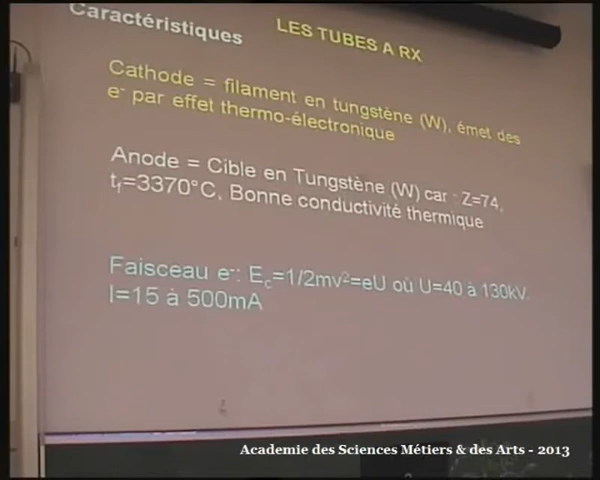 Caractéristiques
LES TUBES A RX
Cathode = filament en tungstène (W), émet des
e- par effet thermo-électronique
Anode = Cible en Tungstène (W) car : Z=74,
tf=3370°C, Bonne conductivité thermique
Faisceau e-: Ec=1/2mv²=eU où U=40 à 130kV.
I=15 à 500mA
Academie des Sciences Métiers & des Arts - 2013